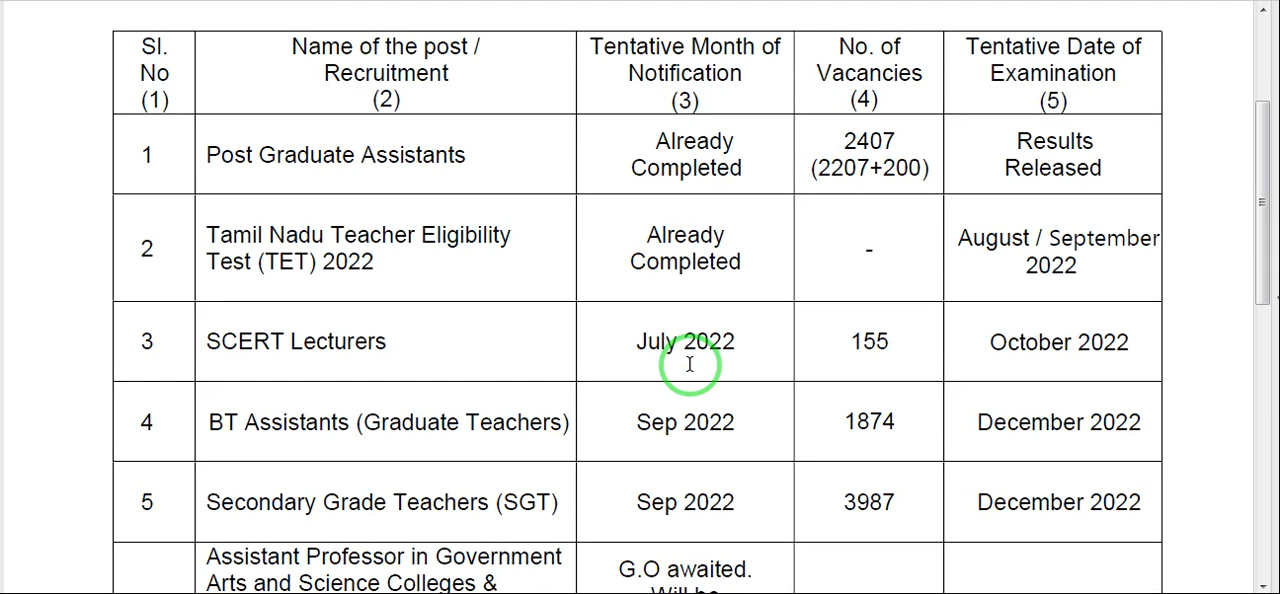 Sl. No (1)
Name of the post / Recruitment (2)
Tentative Month of Notification (3)
No. of Vacancies (4)
Tentative Date of Examination (5)
1
Post Graduate Assistants
Already Completed
2407 (2207+200)
Results Released
2
Tamil Nadu Teacher Eligibility
Test (TET) 2022
Already Completed
-
August / September 2022
3
SCERT Lecturers
July 2022
155
October 2022
4
BT Assistants (Graduate Teachers)
Sep 2022
1874
December 2022
5
Secondary Grade Teachers (SGT)
Sep 2022
3987
December 2022
Assistant Professor in Government
Arts and Science Colleges &
G.O awaited.
Will be